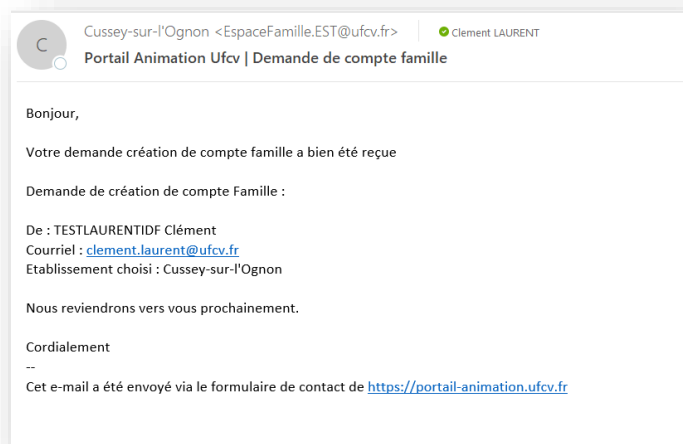 C
Cussey-sur-l'Ognon <EspaceFamille.EST@ufcv.fr> Clement LAURENT
Portail Animation Ufcv | Demande de compte famille
Bonjour,
Votre demande création de compte famille a bien été reçue
Demande de création de compte Famille :
De : TESTLAURENTIDF Clément
Courriel : clement.laurent@ufcv.fr
Etablissement choisi : Cussey-sur-l'Ognon
Nous reviendrons vers vous prochainement.
Cordialement
--
Cet e-mail a été envoyé via le formulaire de contact de https://portail-animation.ufcv.fr